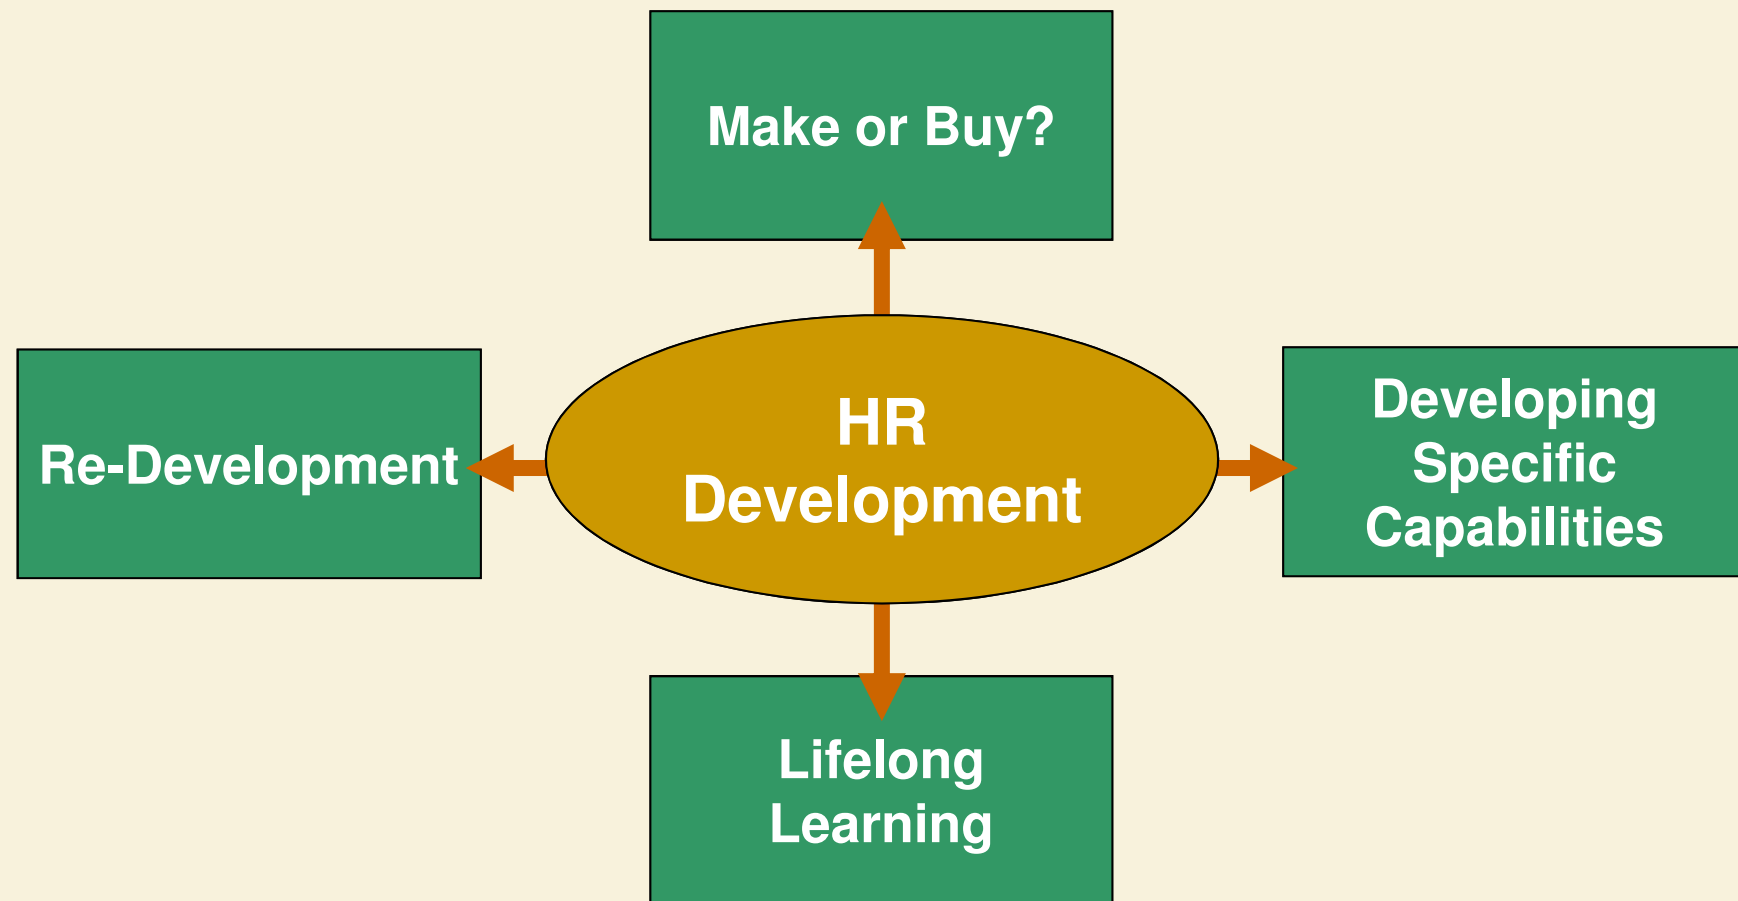 Make or Buy?
Re-Development
HR
Development
Developing
Specific
Capabilities
Lifelong
Learning